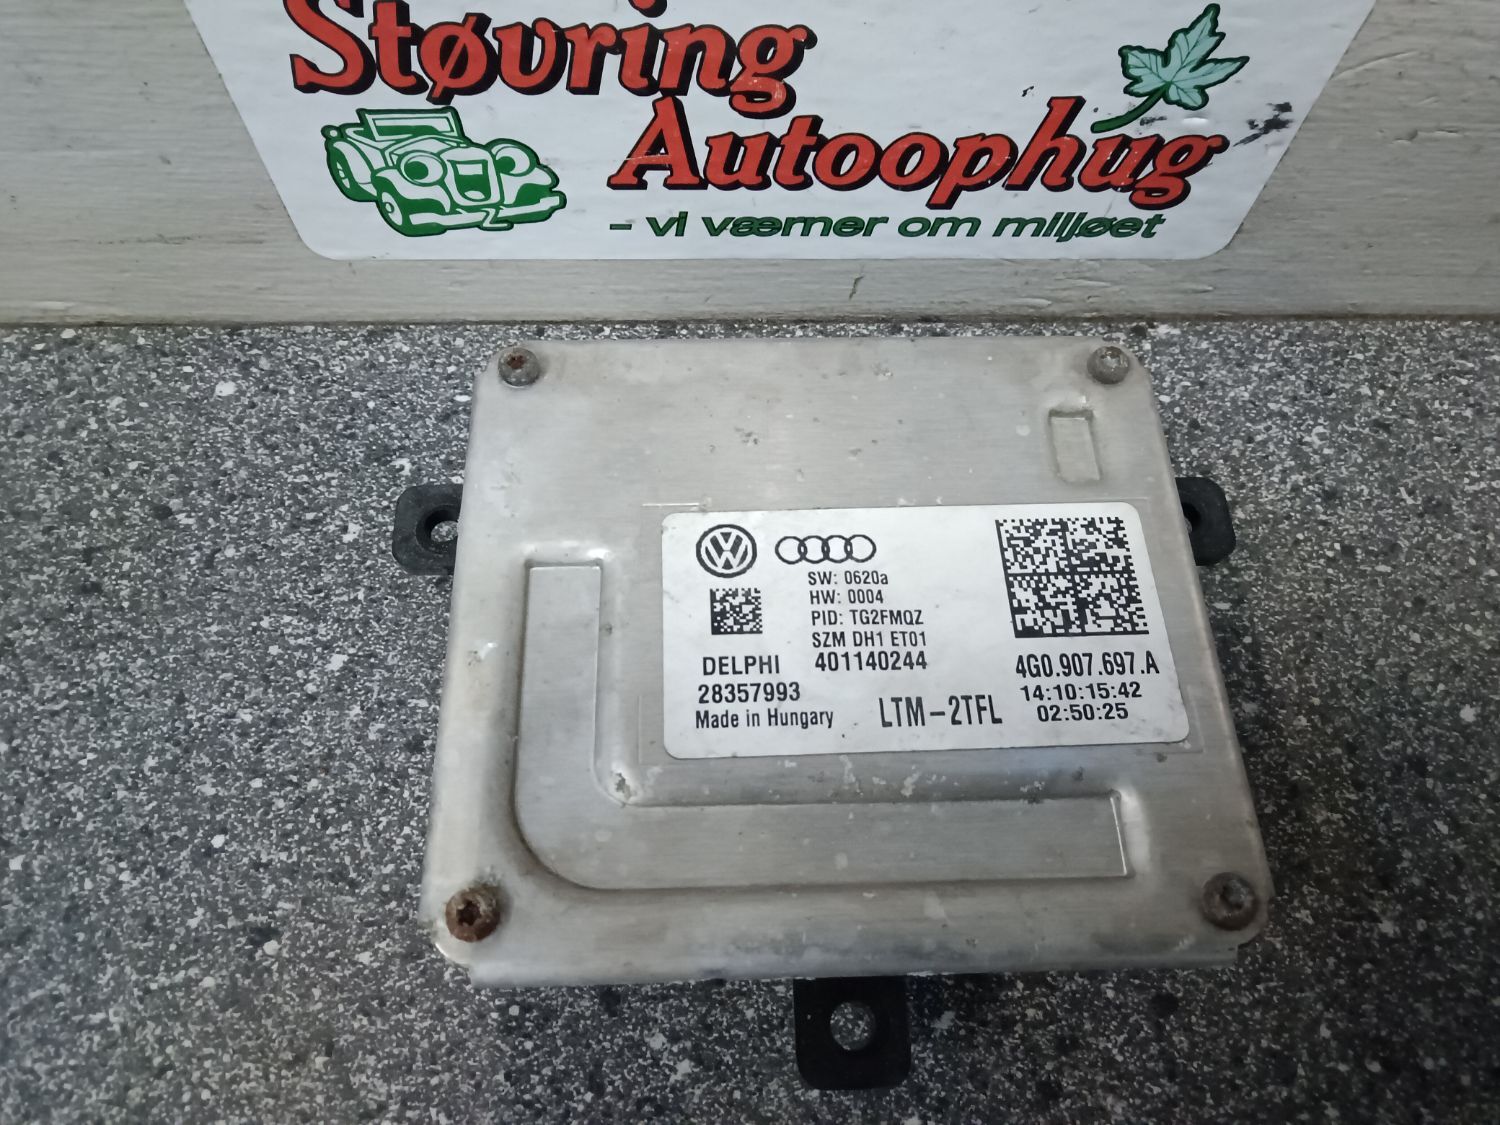 Støvring
Autoophug
- vi værner om miljøet
SW: 0620a
HW: 0004
PID: TG2FMQZ
SZM DH1 ET01
DELPHI 401140244
28357993
Made in Hungary
LTM-2TFL
4G0.907.697.A
14:10:15:42
02:50:25